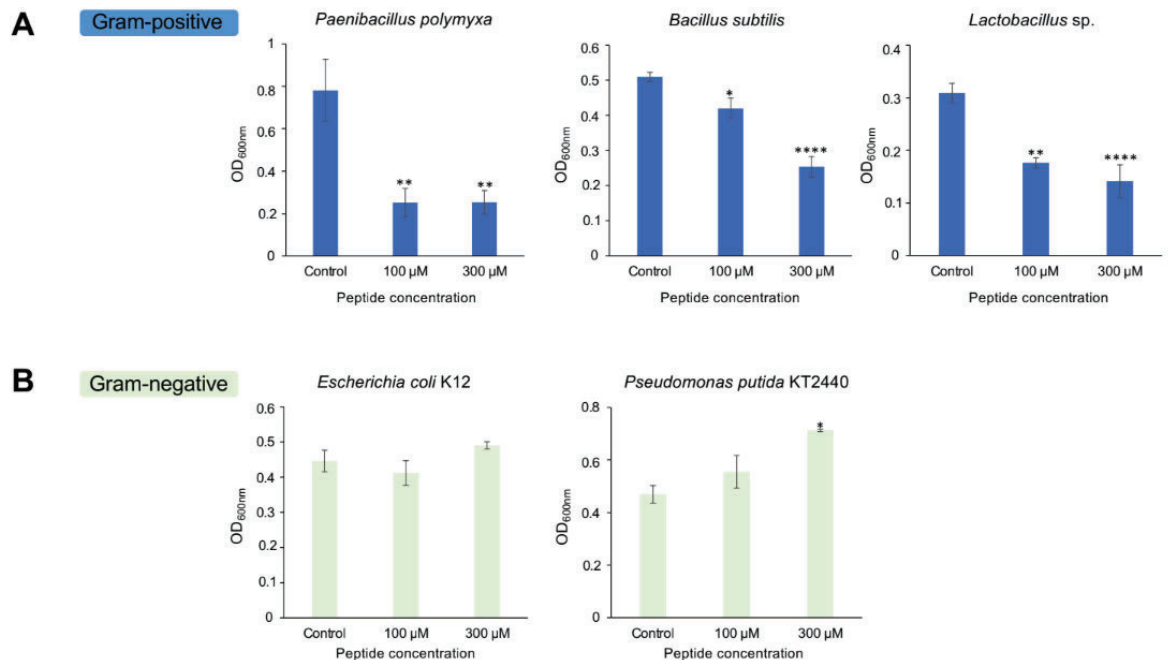 A
Gram-positive
Paenibacillus polymyxa
1
0.8
0.6
0.4
0.2
0
OD600nm
**
**
Control 100 µM 300 µM
Peptide concentration
Bacillus subtilis
0.6
0.5
0.4
0.3
0.2
0.1
0
OD600nm
*
****
Control 100 µM 300 µM
Peptide concentration
Lactobacillus sp.
0.4
0.3
0.2
0.1
0
OD600nm
**
****
Control 100 µM 300 µM
Peptide concentration
B
Gram-negative
Escherichia coli K12
0.6
0.5
0.4
0.3
0.2
0.1
0
OD600nm
Control 100 µM 300 µM
Peptide concentration
Pseudomonas putida KT2440
0.8
0.6
0.4
0.2
0
OD600nm
*
Control 100 µM 300 µM
Peptide concentration